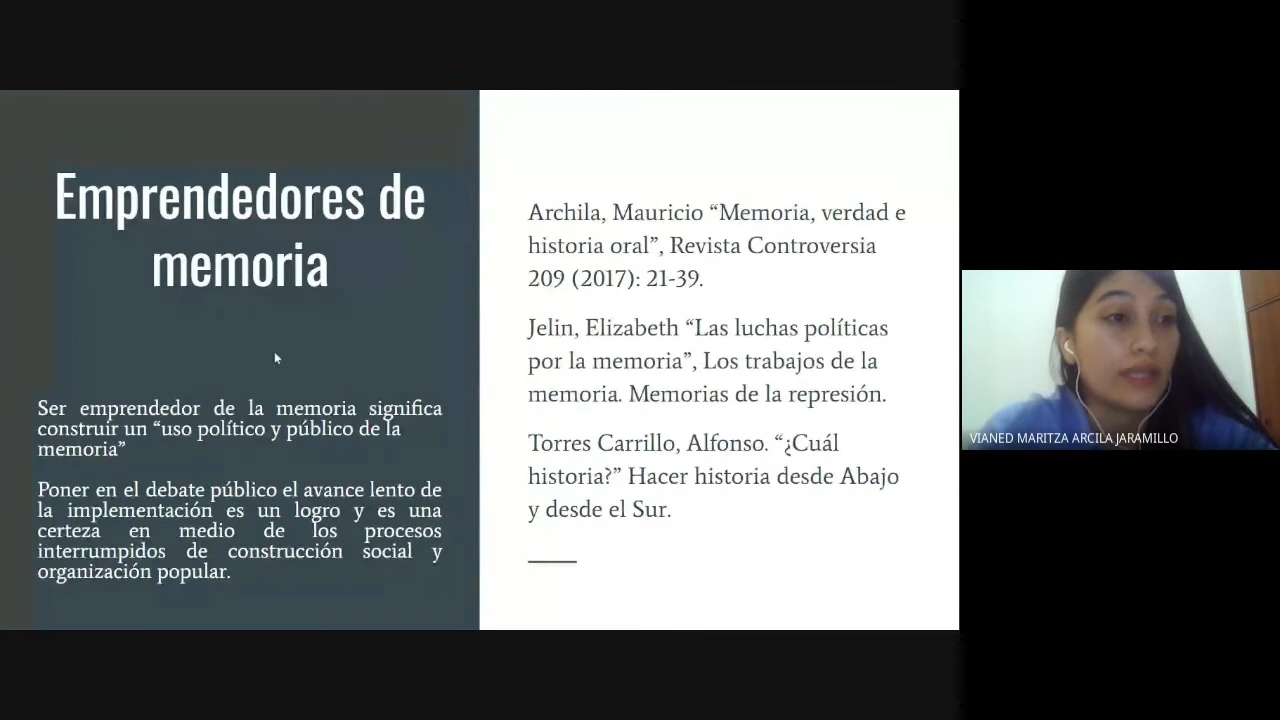 Emprendedores de
memoria
Ser emprendedor de la memoria significa
construir un “uso político y público de la
memoria”
Poner en el debate público el avance lento de
la implementación es un logro y es una
certeza en medio de los procesos
interrumpidos de construcción social y
organización popular.
Archila, Mauricio “Memoria, verdad e
historia oral”, Revista Controversia
209 (2017): 21-39.
Jelin, Elizabeth “Las luchas políticas
por la memoria”, Los trabajos de la
memoria. Memorias de la represión.
Torres Carrillo, Alfonso. “¿Cuál
historia?” Hacer historia desde Abajo
y desde el Sur.
VIANED MARITZA ARCILA JARAMILLO